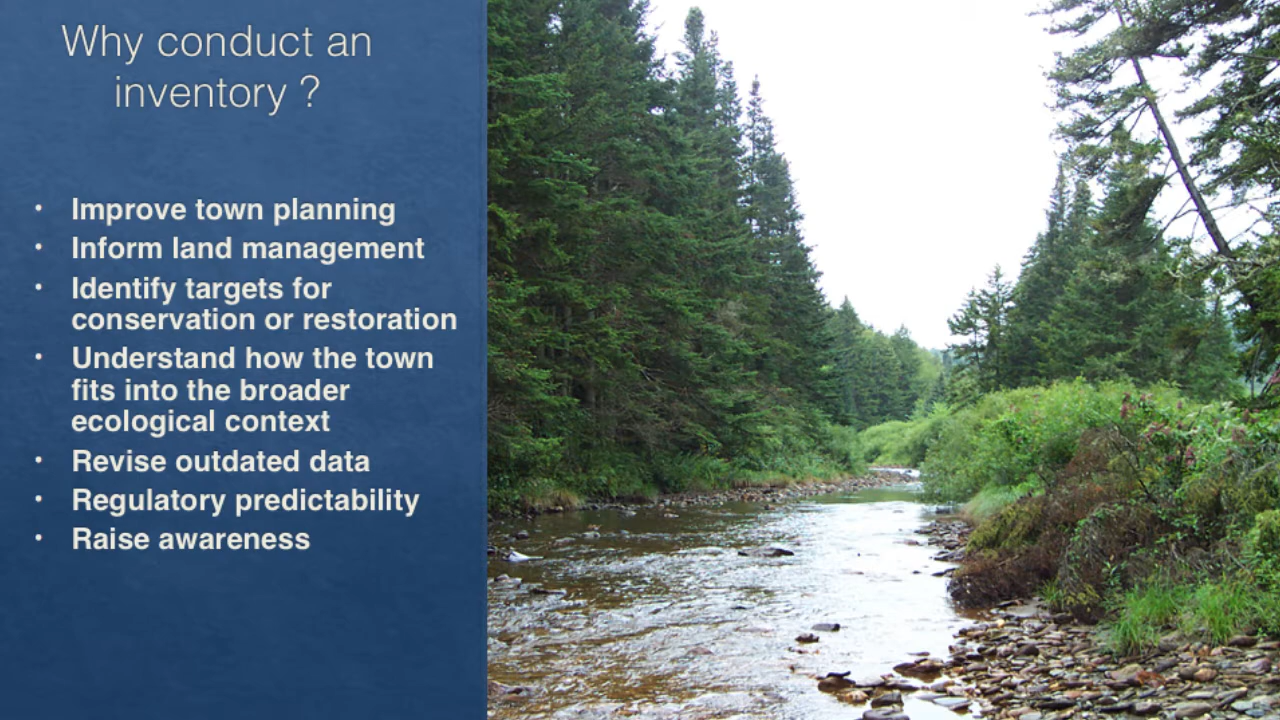 Why conduct an
inventory ?
• Improve town planning
• Inform land management
• Identify targets for
conservation or restoration
• Understand how the town
fits into the broader
ecological context
• Revise outdated data
• Regulatory predictability
• Raise awareness